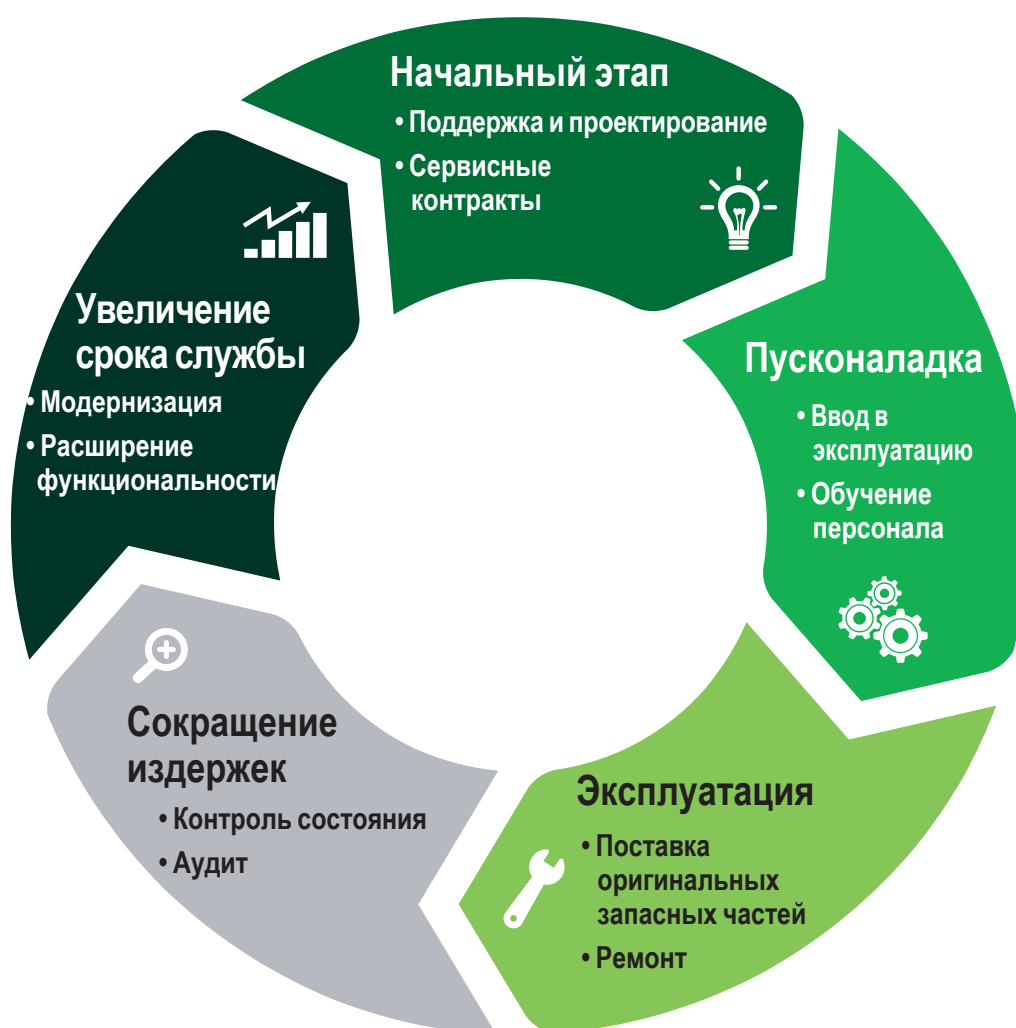 Начальный этап
• Поддержка и проектирование
• Сервисные
контракты
Пусконаладка
• Ввод в
эксплуатацию
• Обучение
персонала
Эксплуатация
• Поставка
оригинальных
запасных частей
• Ремонт
Сокращение
издержек
• Контроль состояния
• Аудит
Увеличение
срока службы
• Модернизация
• Расширение
функциональности